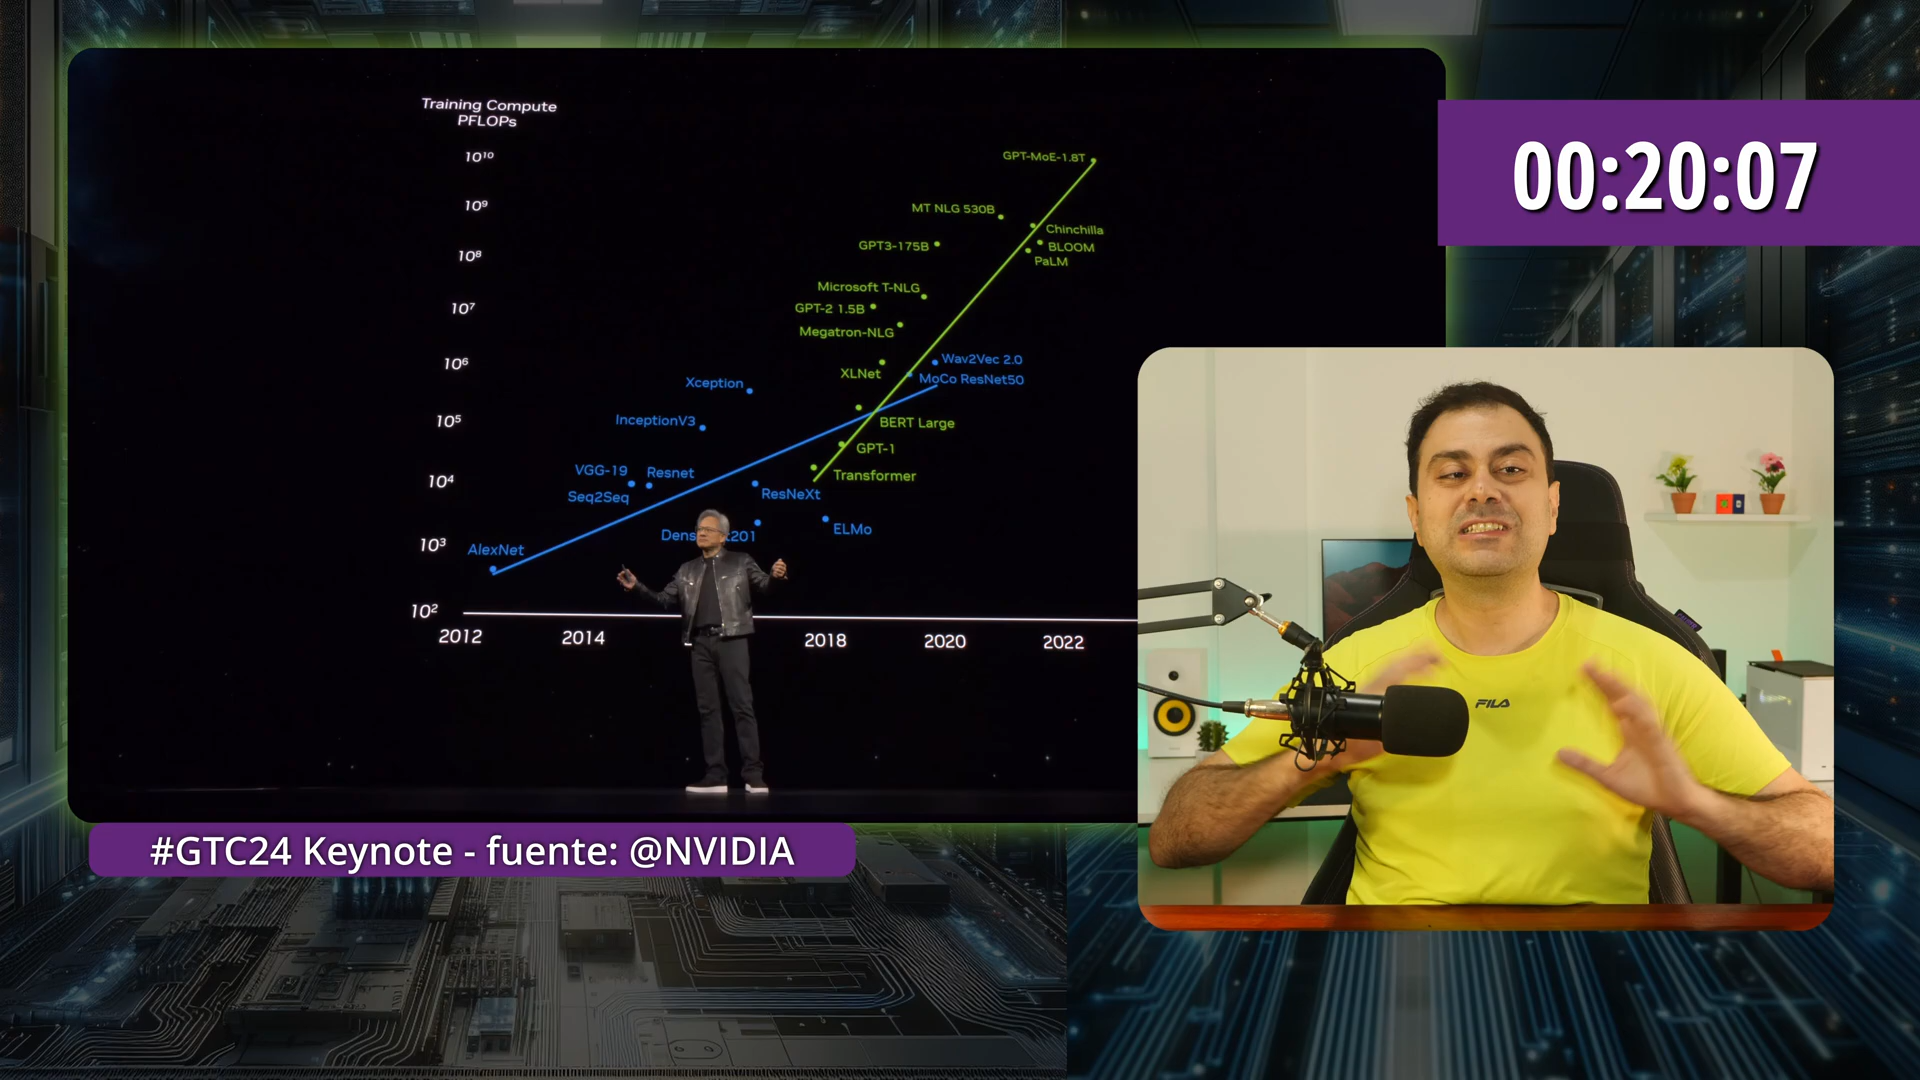 Training Compute
PFLOPs
10¹⁰
GPT-MoE-1.8T
00:20:07
10⁹
MT NLG 530B
Chinchilla
GPT3-175B
BLOOM
10⁸
PaLM
Microsoft T-NLG
10⁷
GPT-2 1.5B
Megatron-NLG
10⁶
Wav2Vec 2.0
XLNet
MoCo ResNet50
Xception
10⁵
InceptionV3
BERT Large
GPT-1
VGG-19
Resnet
Transformer
10⁴
Seq2Seq
ResNeXt
ELMo
10³
AlexNet
10²
2012 2014 2018 2020 2022
FILA
#GTC24 Keynote - fuente: @NVIDIA